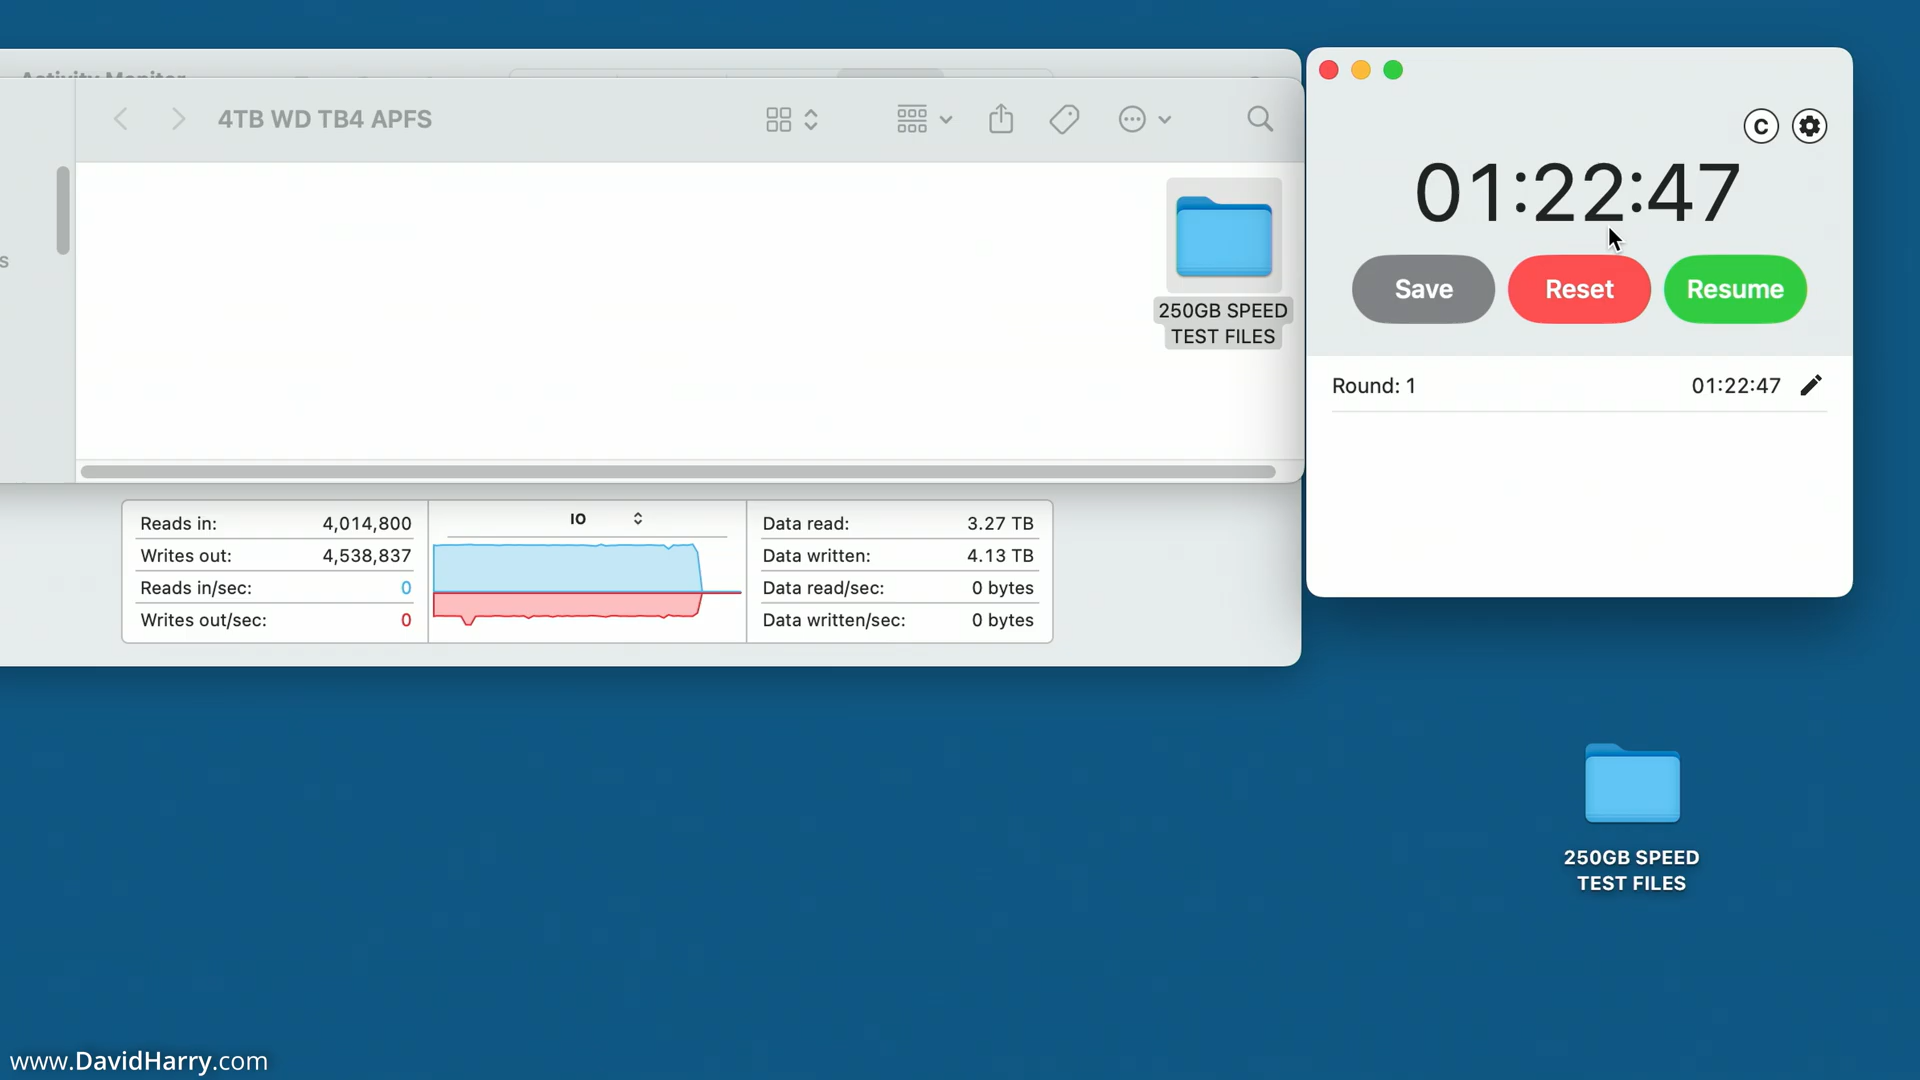 Activity Monitor
4TB WD TB4 APFS
s
250GB SPEED
TEST FILES
C
01:22:47
Save
Reset
Resume
Round: 1
01:22:47
Reads in: 4,014,800
Writes out: 4,538,837
Reads in/sec: 0
Writes out/sec: 0
IO
Data read: 3.27 TB
Data written: 4.13 TB
Data read/sec: 0 bytes
Data written/sec: 0 bytes
250GB SPEED
TEST FILES
www.DavidHarry.com